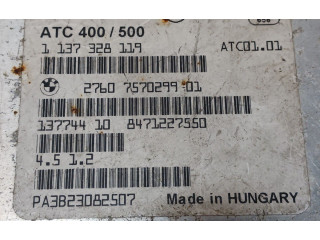 ATC 400 / 500
1 137 328 119 ATC01.01
2760 7570299 01
137744 10 8471227550
4.5 1.2
PA3B23082507 Made in HUNGARY